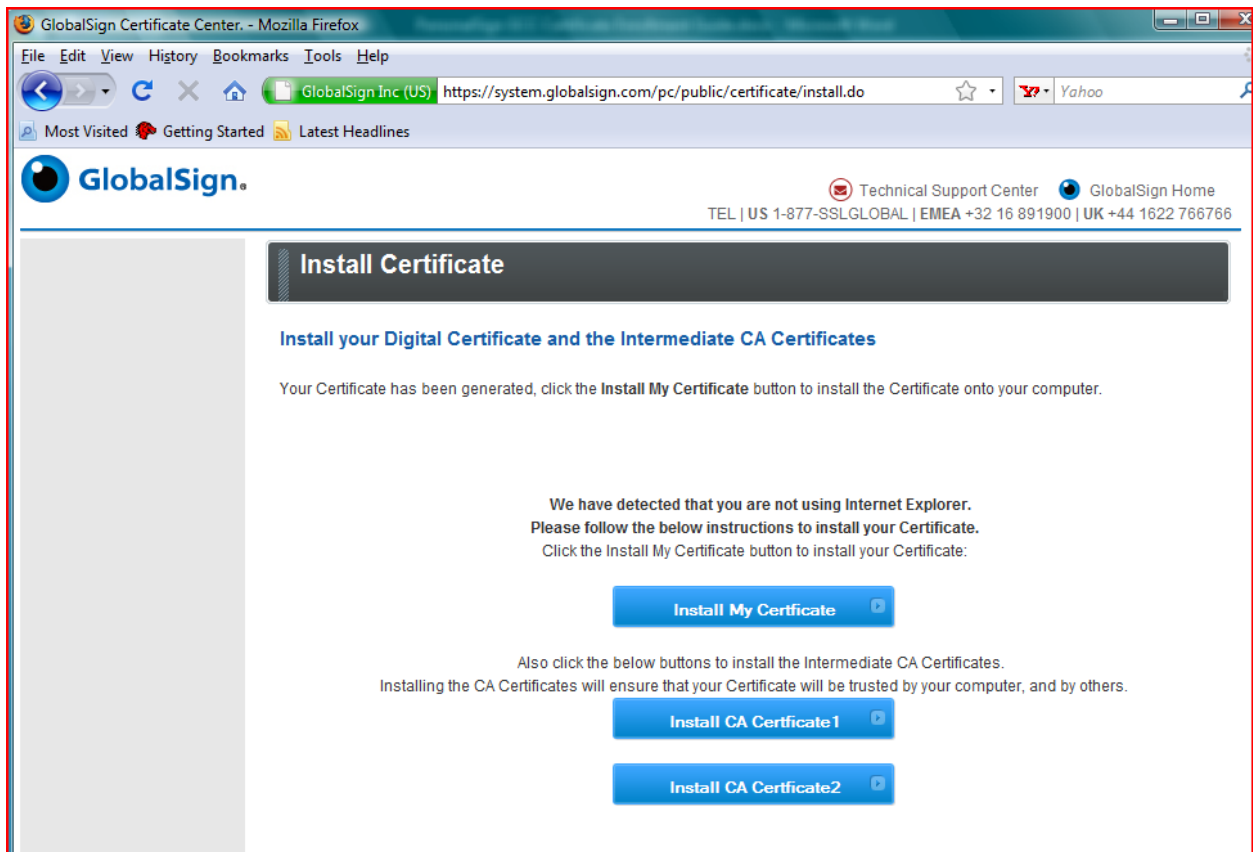 GlobalSign Certificate Center. - Mozilla Firefox
File Edit View History Bookmarks Tools Help
GlobalSign Inc (US) https://system.globalsign.com/pc/public/certificate/install.do Yahoo
Most Visited Getting Started Latest Headlines
GlobalSign®
Technical Support Center GlobalSign Home
TEL | US 1-877-SSLGLOBAL | EMEA +32 16 891900 | UK +44 1622 766766
Install Certificate
Install your Digital Certificate and the Intermediate CA Certificates
Your Certificate has been generated, click the Install My Certificate button to install the Certificate onto your computer.
We have detected that you are not using Internet Explorer.
Please follow the below instructions to install your Certificate.
Click the Install My Certificate button to install your Certificate:
Install My Certficate
Also click the below buttons to install the Intermediate CA Certificates.
Installing the CA Certificates will ensure that your Certificate will be trusted by your computer, and by others.
Install CA Certficate1
Install CA Certficate2